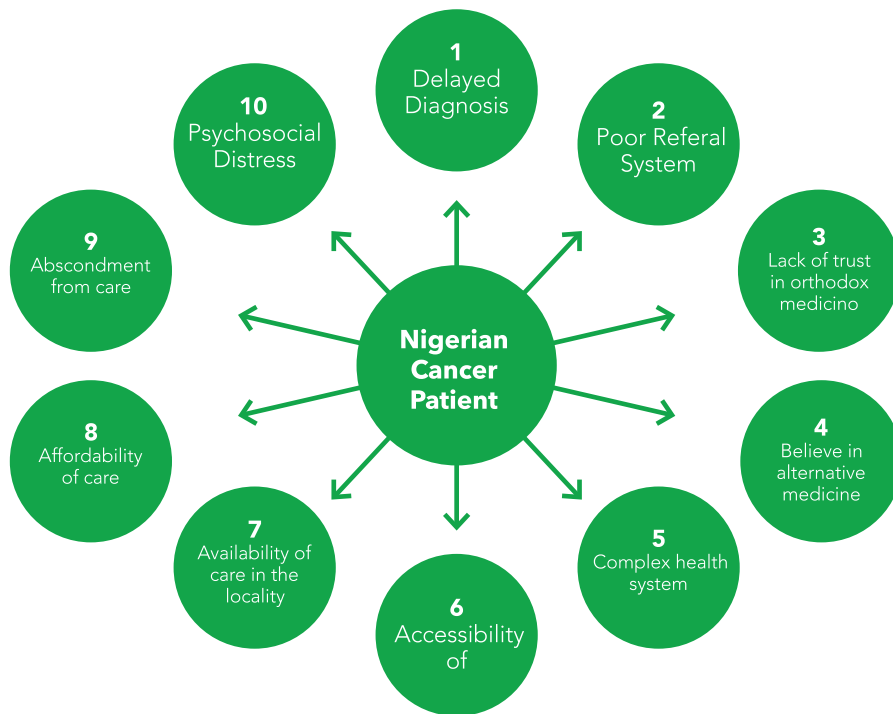 Nigerian
Cancer
Patient
1
Delayed
Diagnosis
2
Poor Referal
System
3
Lack of trust
in orthodox
medicino
4
Believe in
alternative
medicine
5
Complex health
system
6
Accessibility
of
7
Availability of
care in the
locality
8
Affordability
of care
9
Abscondment
from care
10
Psychosocial
Distress